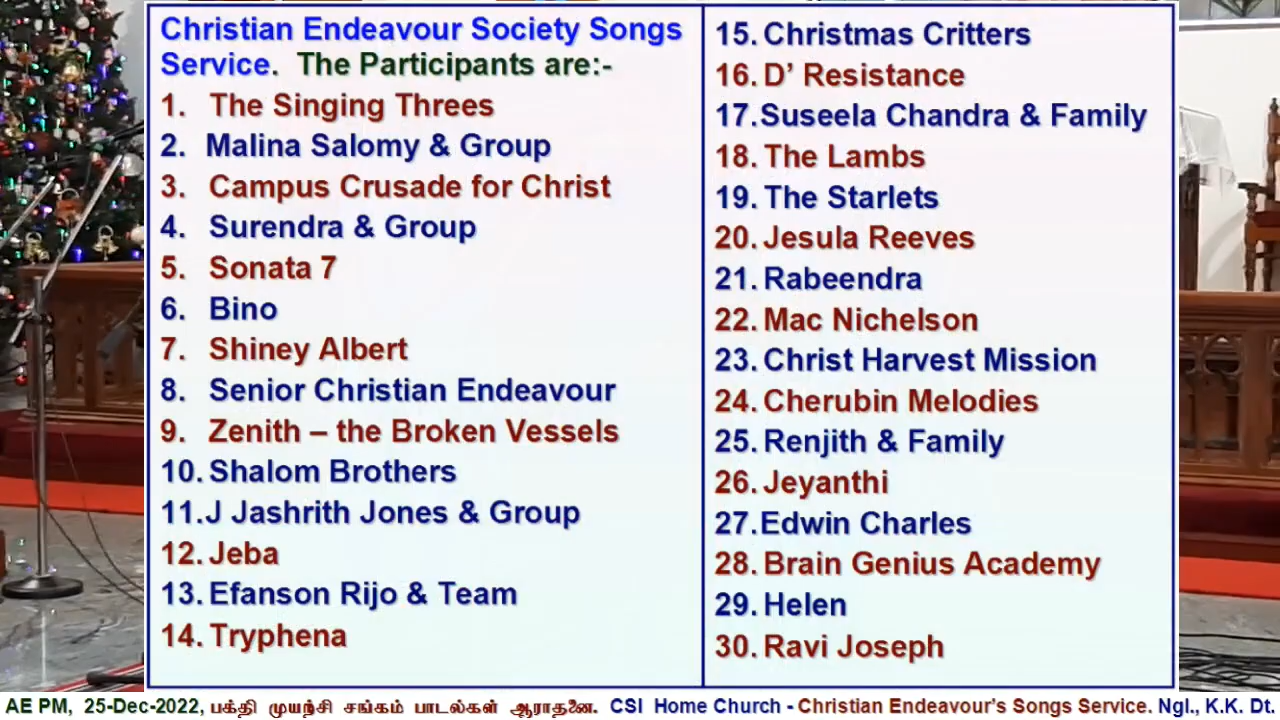 Christian Endeavour Society Songs
Service.  The Participants are:-
1. The Singing Threes
2. Malina Salomy & Group
3. Campus Crusade for Christ
4. Surendra & Group
5. Sonata 7
6. Bino
7. Shiney Albert
8. Senior Christian Endeavour
9. Zenith – the Broken Vessels
10. Shalom Brothers
11.J Jashrith Jones & Group
12. Jeba
13. Efanson Rijo & Team
14. Tryphena
15. Christmas Critters
16. D’ Resistance
17.Suseela Chandra & Family
18. The Lambs
19. The Starlets
20. Jesula Reeves
21. Rabeendra
22. Mac Nichelson
23. Christ Harvest Mission
24. Cherubin Melodies
25. Renjith & Family
26. Jeyanthi
27.Edwin Charles
28. Brain Genius Academy
29. Helen
30. Ravi Joseph
AE PM,  25-Dec-2022, பக்தி முயற்சி சங்கம் பாடல்கள் ஆராதனை.  CSI  Home Church - Christian Endeavour’s Songs Service. Ngl., K.K. Dt.